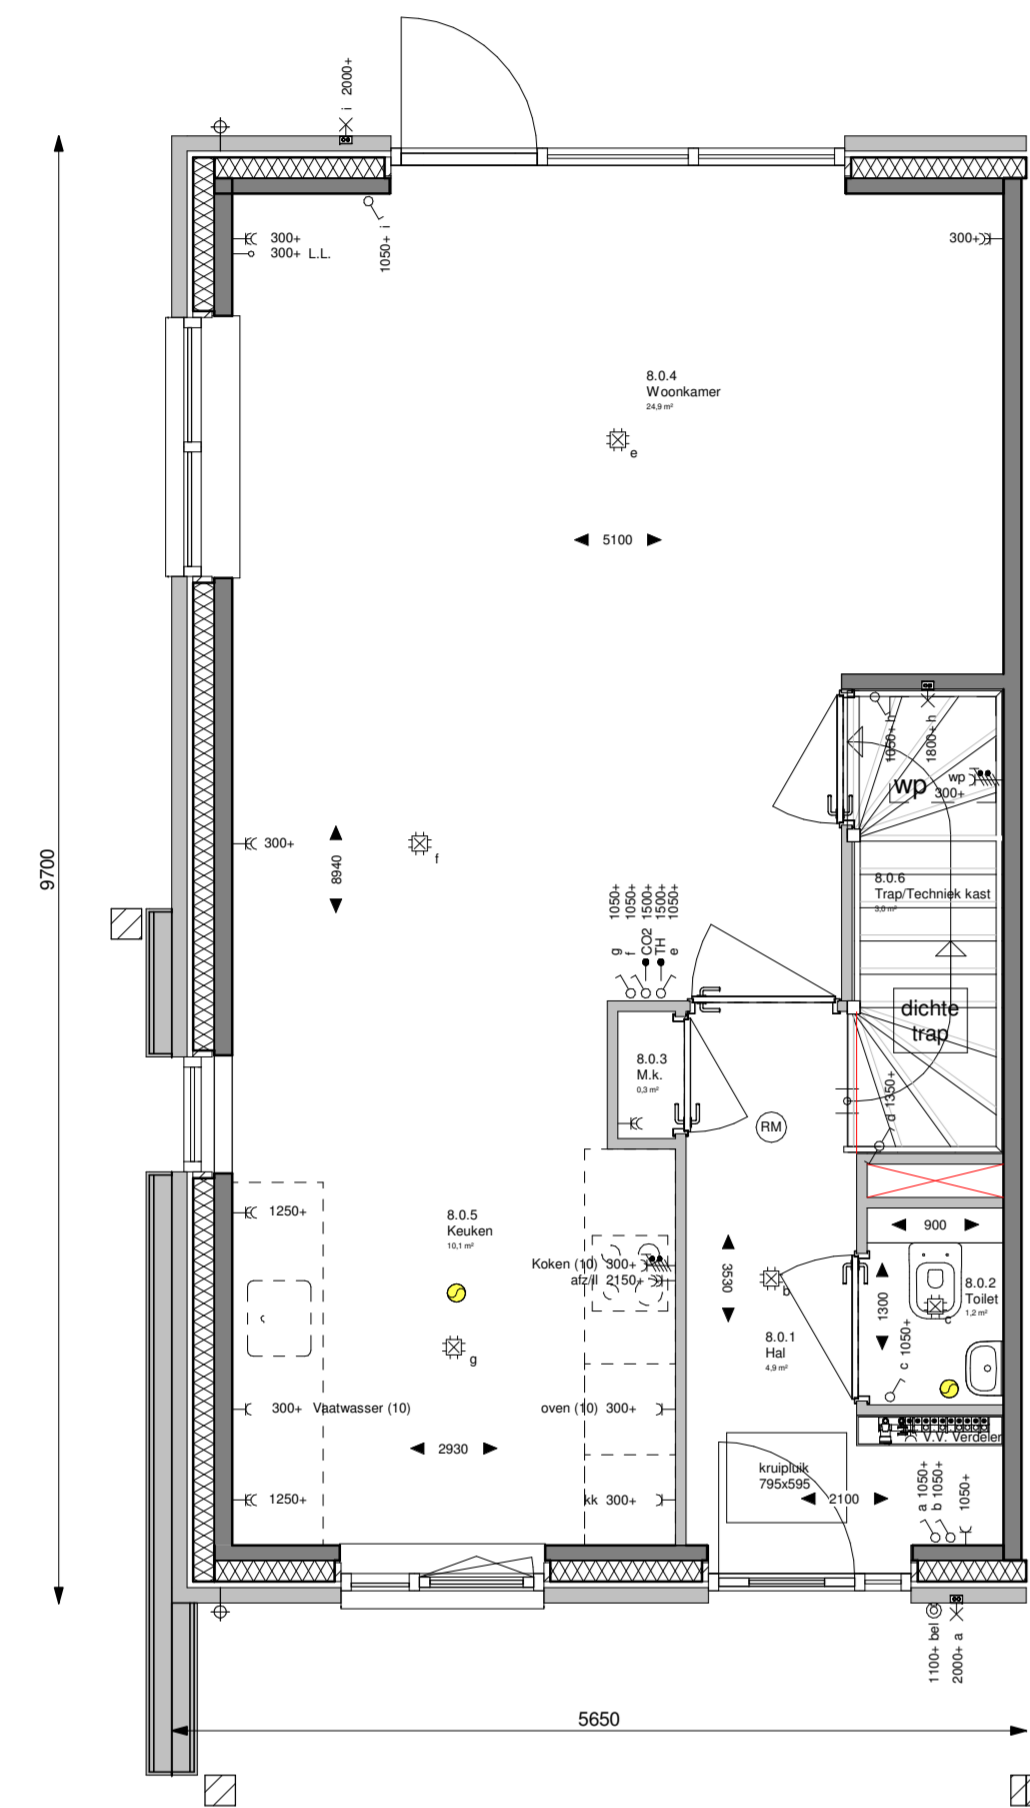 i 2000+
300+
300+ L.L.
1050+ i
300+
8.0.4
Woonkamer
24,9 m²
e
5100
1050+ h
1800+ h
wp
wp
300+
9700
300+
8940
f
8.0.6
Trap/Techniek kast
3,0 m²
g 1050+
f 1050+
CO2 1500+
TH 1500+
e 1050+
dichte
trap
8.0.3
M.k.
0,3 m²
RM
d 1350+
1250+
8.0.5
Keuken
10,1 m²
Koken (10) 300+
afz/ll 2150+
3530
b
900
1300
8.0.2
Toilet
1,2 m²
c
8.0.1
Hal
4,9 m²
c 1050+
g
300+ Vaatwasser (10)
oven (10) 300+
V.V. Verdeler
2930
kruipluik
795x595
2100
1250+
kk 300+
a 1050+
b 1050+
1050+
1100+ bel
2000+ a
5650